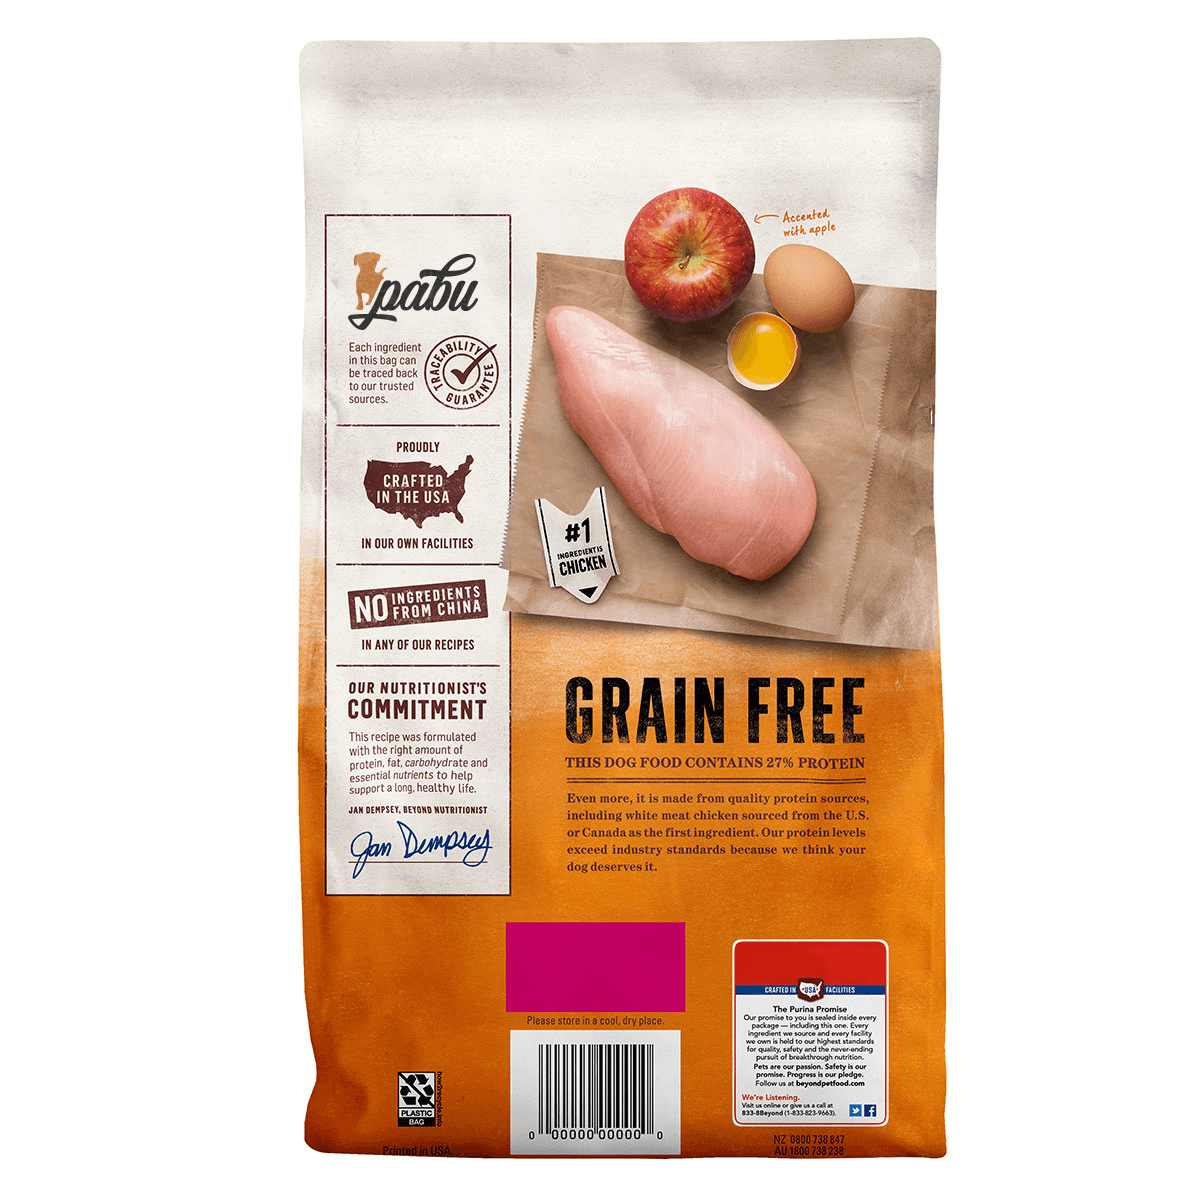 pabu
Each ingredient
in this bag can
be traced back
to our trusted
sources.
TRACEABILITY
GUARANTEE
PROUDLY
CRAFTED
IN THE USA
IN OUR OWN FACILITIES
NO INGREDIENTS
FROM CHINA
IN ANY OF OUR RECIPES
OUR NUTRITIONIST'S
COMMITMENT
This recipe was formulated
with the right amount of
protein, fat, carbohydrate and
essential nutrients to help
support a long, healthy life.
JAN DEMPSEY, BEYOND NUTRITIONIST
Jan Dempsey
Accented
with apple
#1
INGREDIENT IS
CHICKEN
GRAIN FREE
THIS DOG FOOD CONTAINS 27% PROTEIN
Even more, it is made from quality protein sources,
including white meat chicken sourced from the U.S.
or Canada as the first ingredient. Our protein levels
exceed industry standards because we think your
dog deserves it.
Please store in a cool, dry place.
0 00000 00000 0
how2recycle.info
PLASTIC
BAG
Printed in USA.
CRAFTED IN USA FACILITIES
The Purina Promise
Our promise to you is sealed inside every
package — including this one. Every
ingredient we source and every facility
we own is held to our highest standards
for quality, safety and the never-ending
pursuit of breakthrough nutrition.
Pets are our passion. Safety is our
promise. Progress is our pledge.
Follow us at beyondpetfood.com
We're Listening.
Visit us online or give us a call at
833-8Beyond (1-833-823-9663).
NZ 0800 738 847
AU 1800 738 238